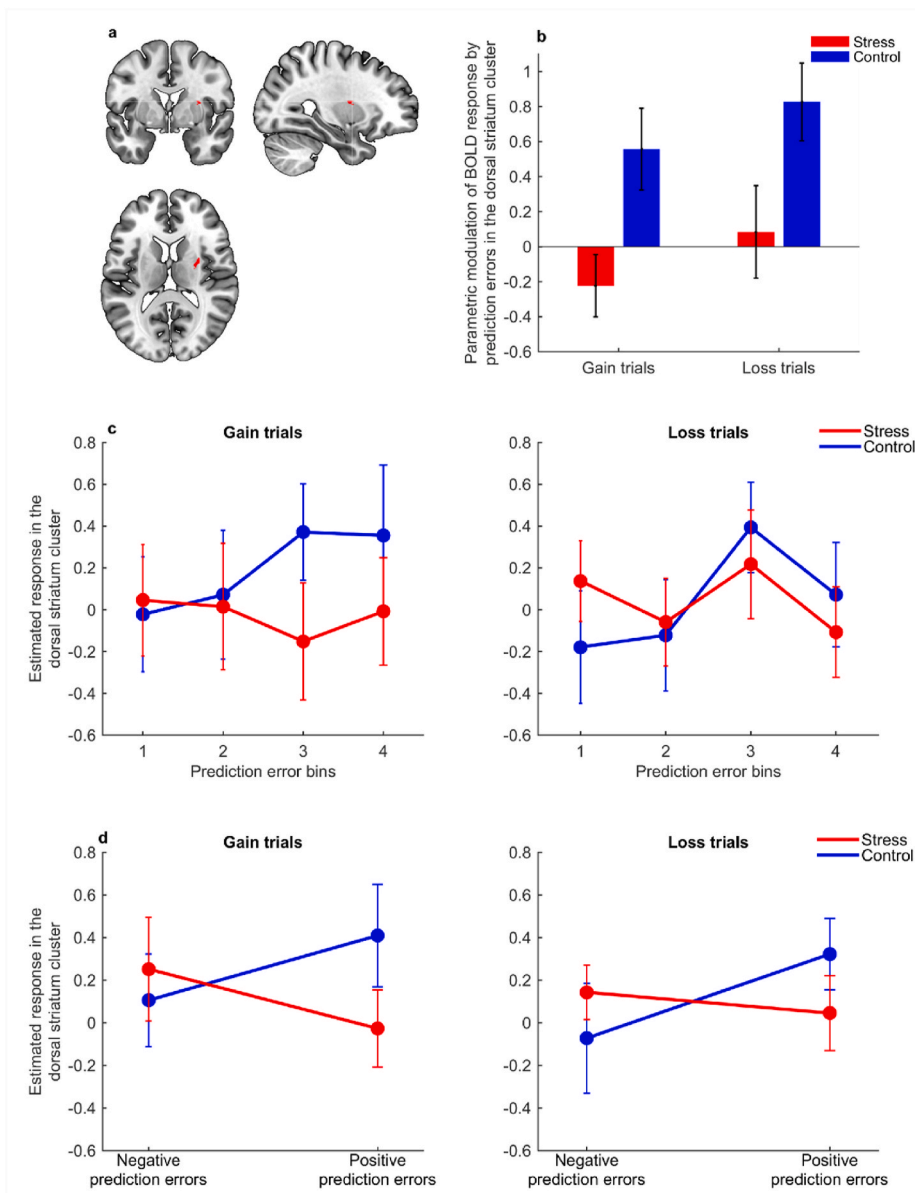 a
b
Stress
Control
Parametric modulation of BOLD response by
prediction errors in the dorsal striatum cluster
1
0.8
0.6
0.4
0.2
0
-0.2
-0.4
-0.6
Gain trials
Loss trials
c
Gain trials
Estimated response in the
dorsal striatum cluster
0.8
0.6
0.4
0.2
0
-0.2
-0.4
-0.6
1
2
3
4
Prediction error bins
Loss trials
Stress
Control
0.8
0.6
0.4
0.2
0
-0.2
-0.4
-0.6
1
2
3
4
Prediction error bins
d
Gain trials
Estimated response in the
dorsal striatum cluster
0.8
0.6
0.4
0.2
0
-0.2
-0.4
-0.6
Negative
prediction errors
Positive
prediction errors
Loss trials
Stress
Control
0.8
0.6
0.4
0.2
0
-0.2
-0.4
-0.6
Negative
prediction errors
Positive
prediction errors